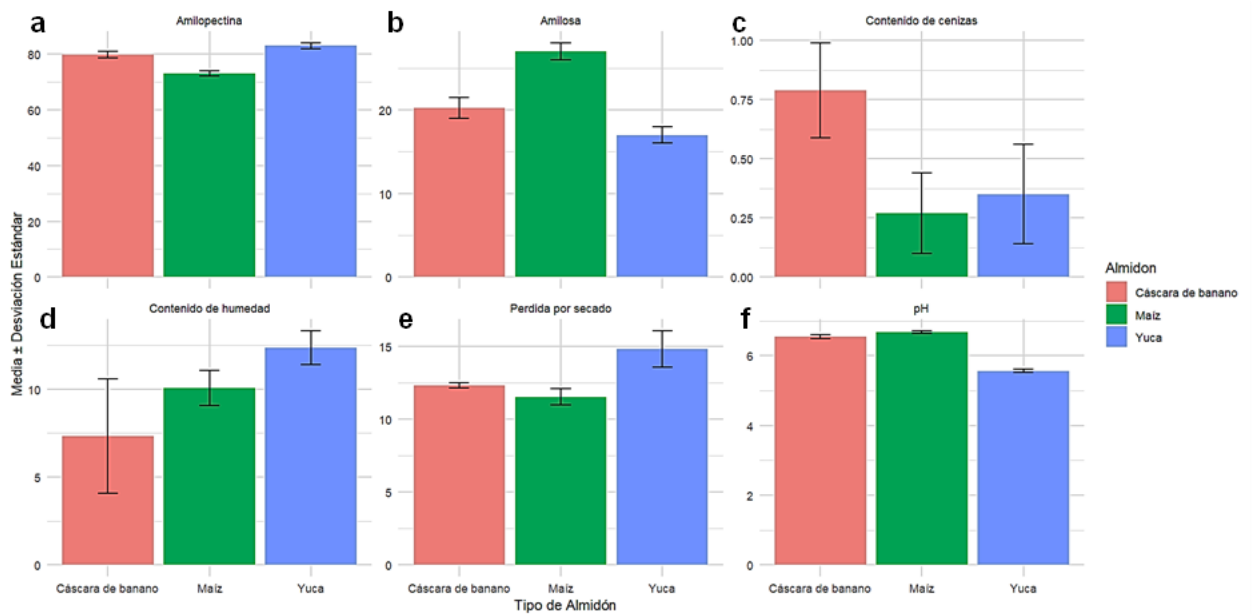 a
Amilopectina
80
60
40
20
0
b
Amilosa
20
10
0
c
Contenido de cenizas
1.00
0.75
0.50
0.25
0.00
Media ± Desviación Estándar
d
Contenido de humedad
10
5
0
Cáscara de banano
Maíz
Yuca
e
Perdida por secado
15
10
5
0
Cáscara de banano
Maíz
Yuca
f
pH
6
4
2
0
Cáscara de banano
Maíz
Yuca
Tipo de Almidón
Almidon
Cáscara de banano
Maíz
Yuca